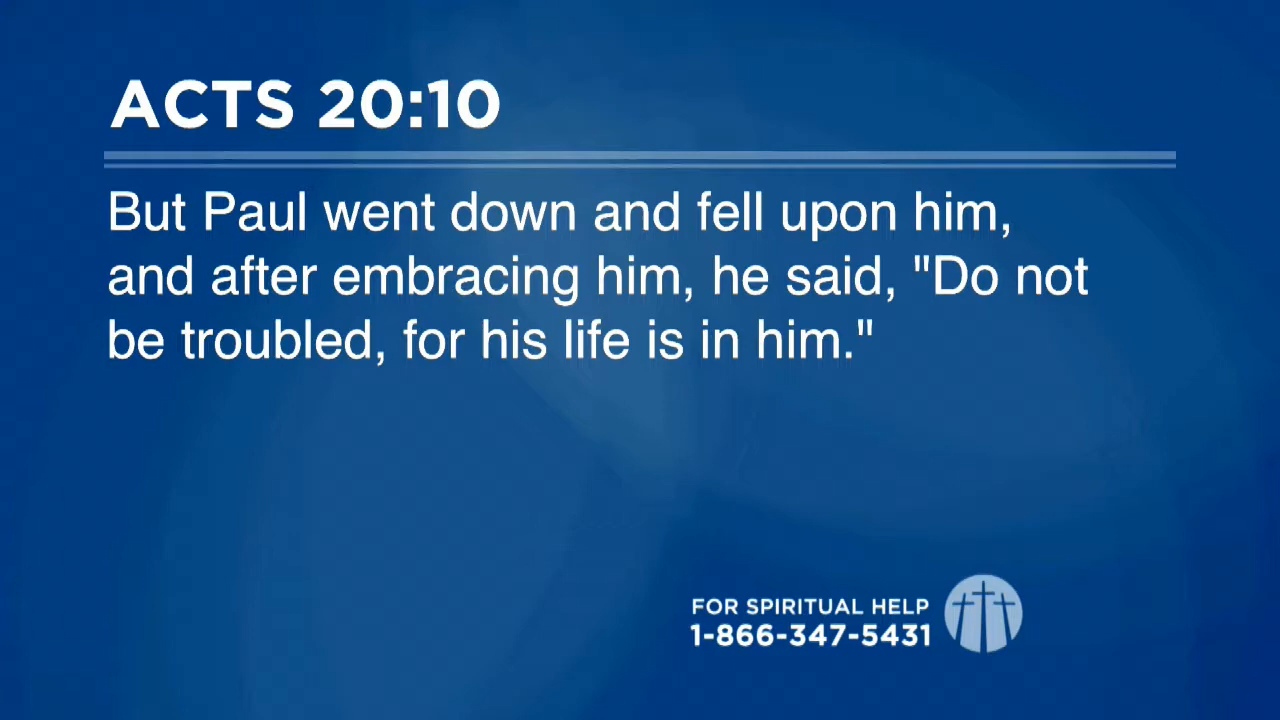 ACTS 20:10
But Paul went down and fell upon him,
and after embracing him, he said, "Do not
be troubled, for his life is in him."
FOR SPIRITUAL HELP
1-866-347-5431